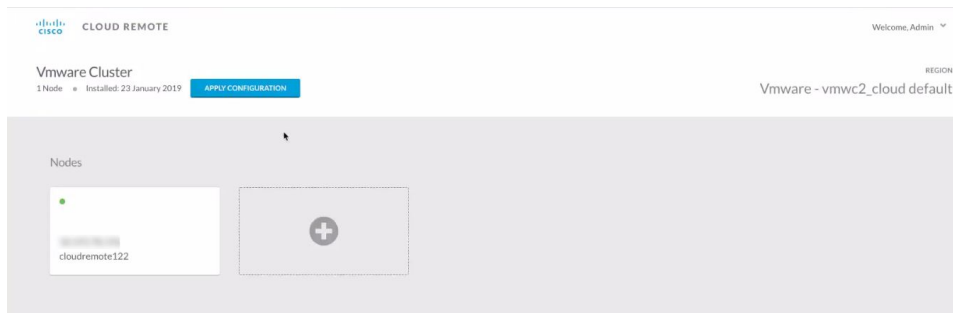 CISCO CLOUD REMOTE
Welcome, Admin
Vmware Cluster
1 Node Installed: 23 January 2019
APPLY CONFIGURATION
REGION
Vmware - vmwc2_cloud default
Nodes
cloudremote122